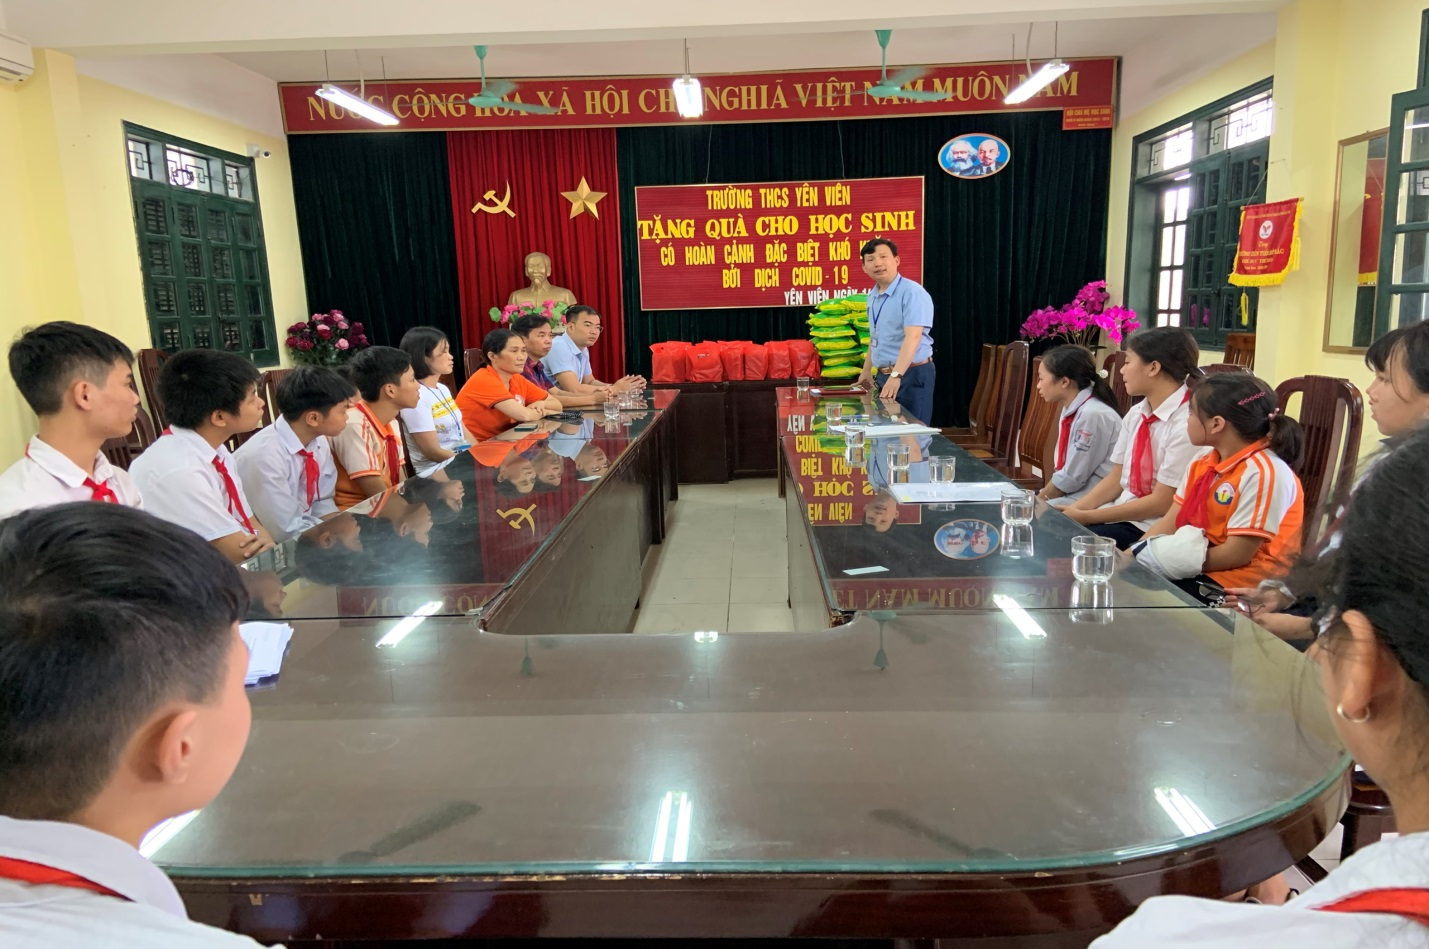 NƯỚC CỘNG HÒA XÃ HỘI CHỦ NGHĨA VIỆT NAM MUÔN NĂM
TRƯỜNG THCS YÊN VIÊN
TẶNG QUÀ CHO HỌC SINH
CÓ HOÀN CẢNH ĐẶC BIỆT KHÓ
BỞI DỊCH COVID-19
YÊN VIÊN NGÀY